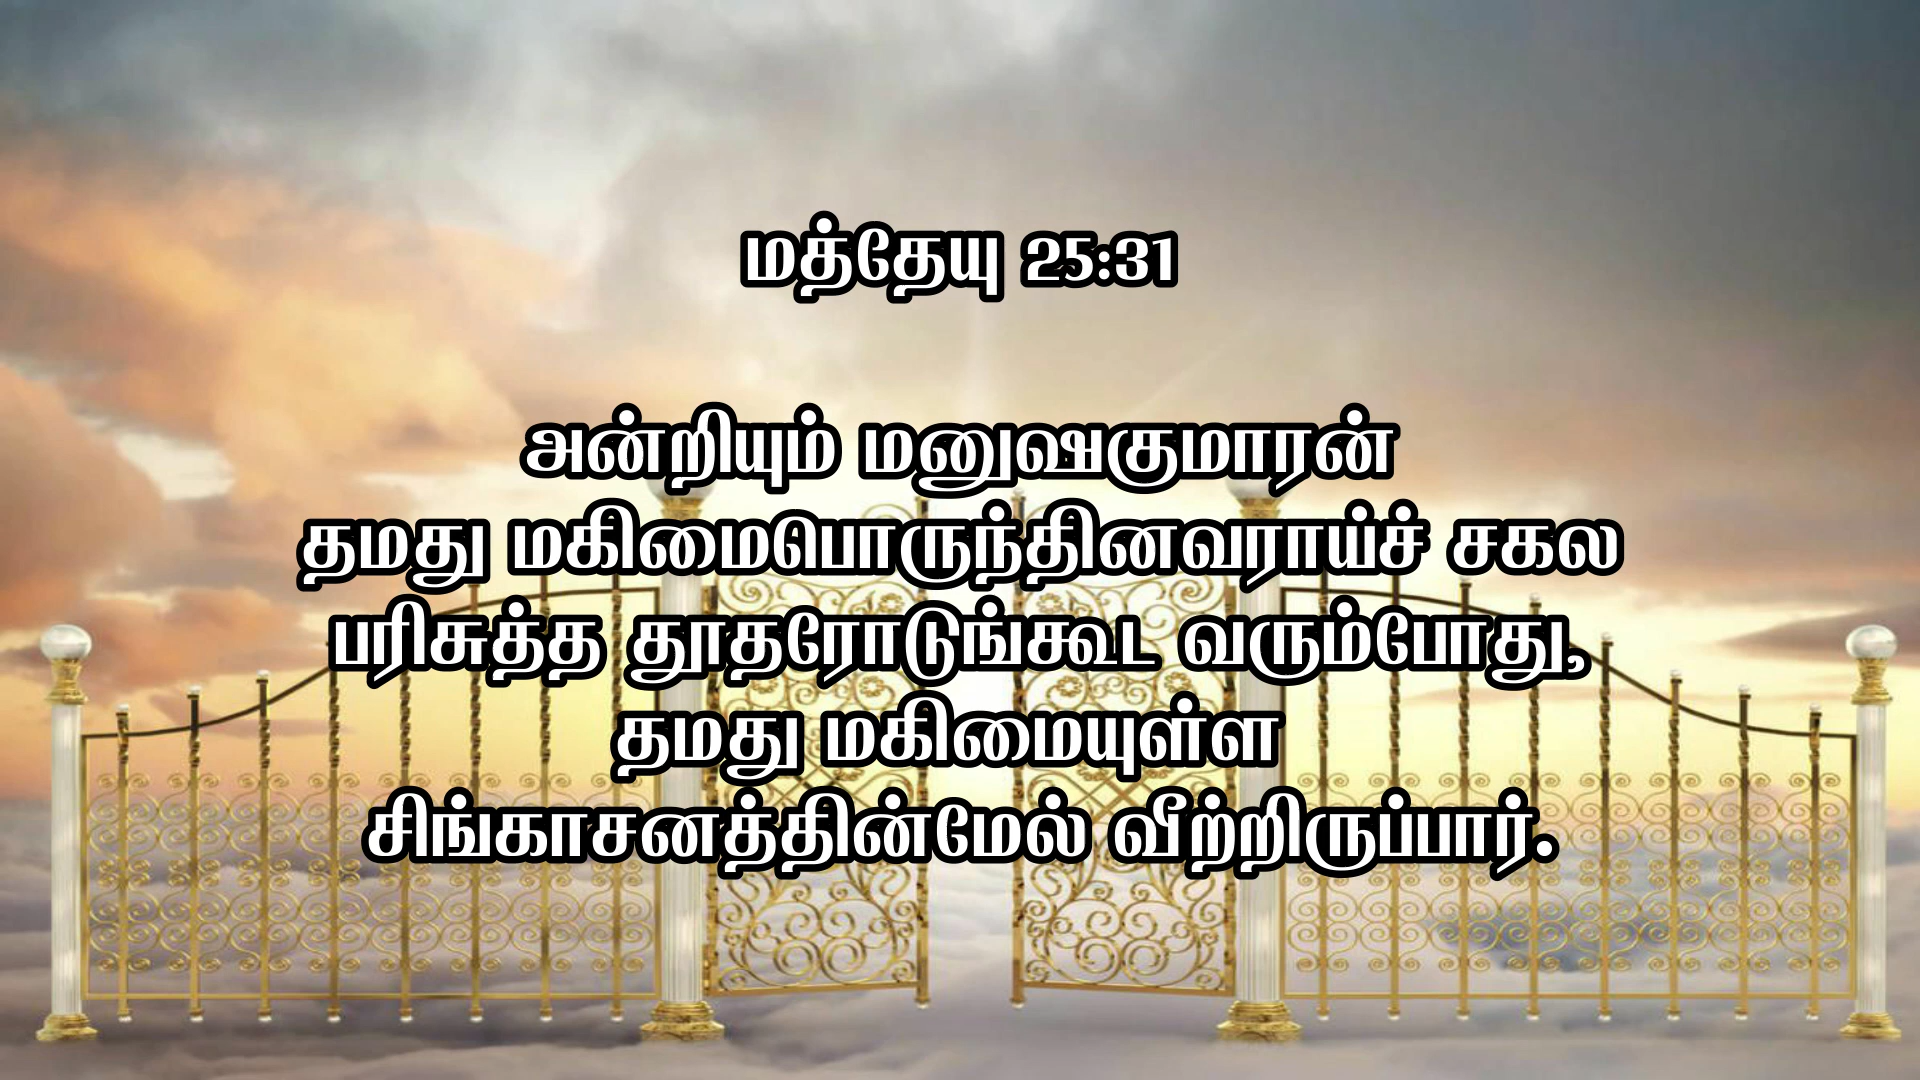 மத்தேயு 25:31
அன்றியும் மனுஷகுமாரன்
தமது மகிமைபொருந்தினவராய்ச் சகல
பரிசுத்த தூதரோடுங்கூட வரும்போது,
தமது மகிமையுள்ள
சிங்காசனத்தின்மேல் வீற்றிருப்பார்.